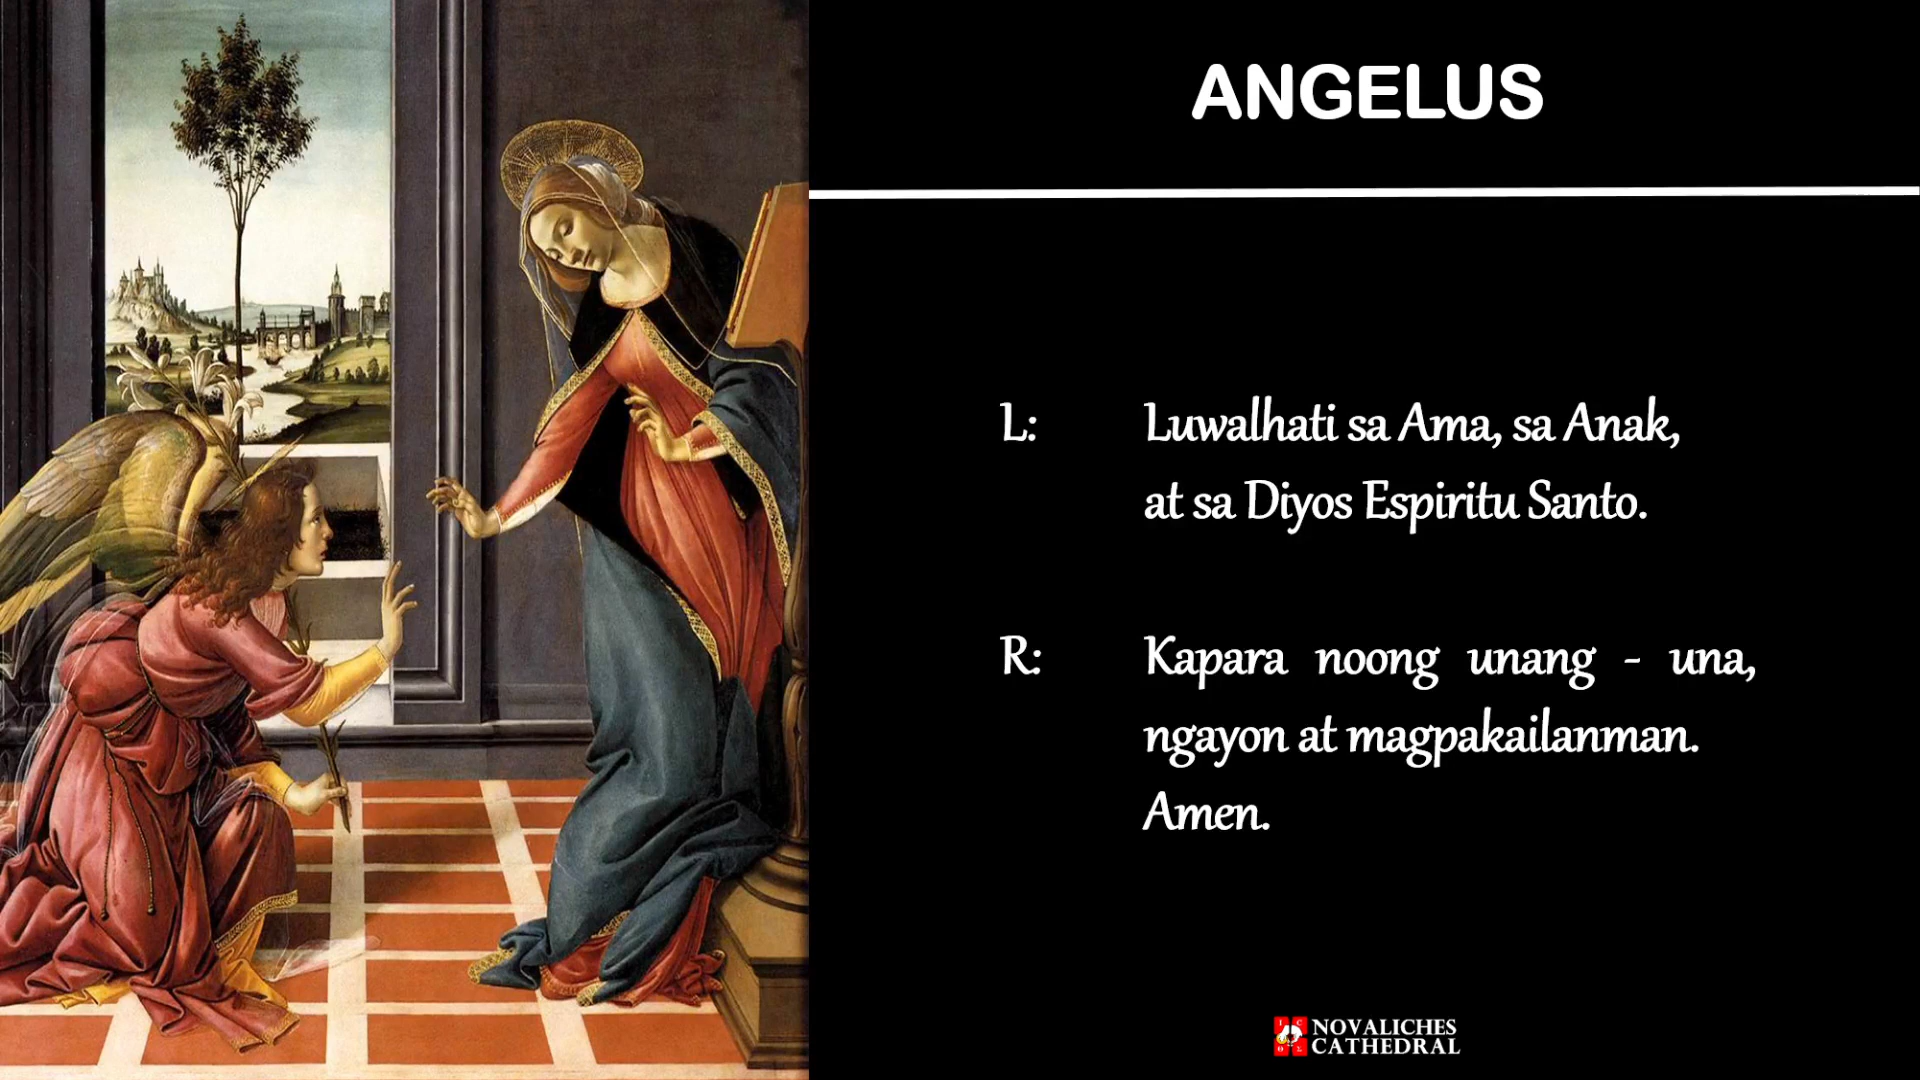 ANGELUS
L: Luwalhati sa Ama, sa Anak,
at sa Diyos Espiritu Santo.
R: Kapara noong unang - una,
ngayon at magpakailanman.
Amen.
NOVALICHES
CATHEDRAL